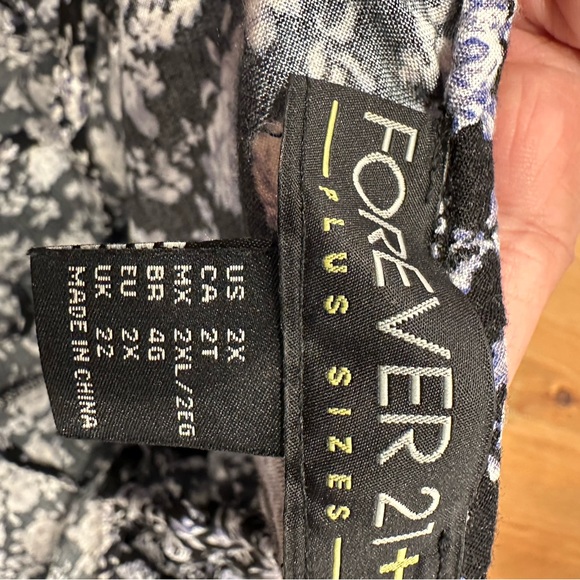 FOREVER 21+
PLUS SIZES
US 2X
CA 2T
MX 2XL/2EG
BR 46
EU 2X
UK 22
MADE IN CHINA